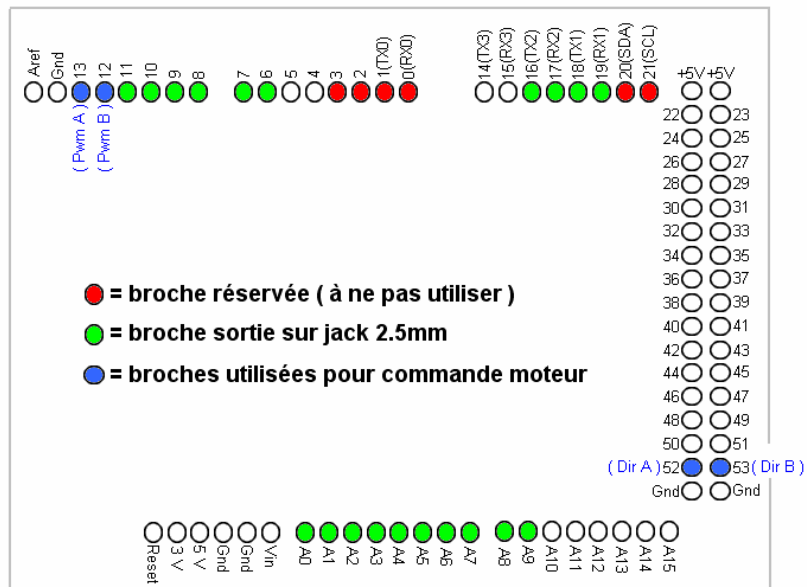 Aref
Gnd
13
12
11
10
9
8
7
6
5
4
3
2
1(TX0)
0(RX0)
14(TX3)
15(RX3)
16(TX2)
17(RX2)
18(TX1)
19(RX1)
20(SDA)
21(SCL)
+5V +5V
( Pwm A )
( Pwm B )
22 23
24 25
26 27
28 29
30 31
32 33
34 35
36 37
38 39
40 41
42 43
44 45
46 47
48 49
50 51
( Dir A ) 52 53 ( Dir B )
Gnd Gnd
= broche réservée ( à ne pas utiliser )
= broche sortie sur jack 2.5mm
= broches utilisées pour commande moteur
Reset
3 V
5 V
Gnd
Gnd
Vin
A0
A1
A2
A3
A4
A5
A6
A7
A8
A9
A10
A11
A12
A13
A14
A15